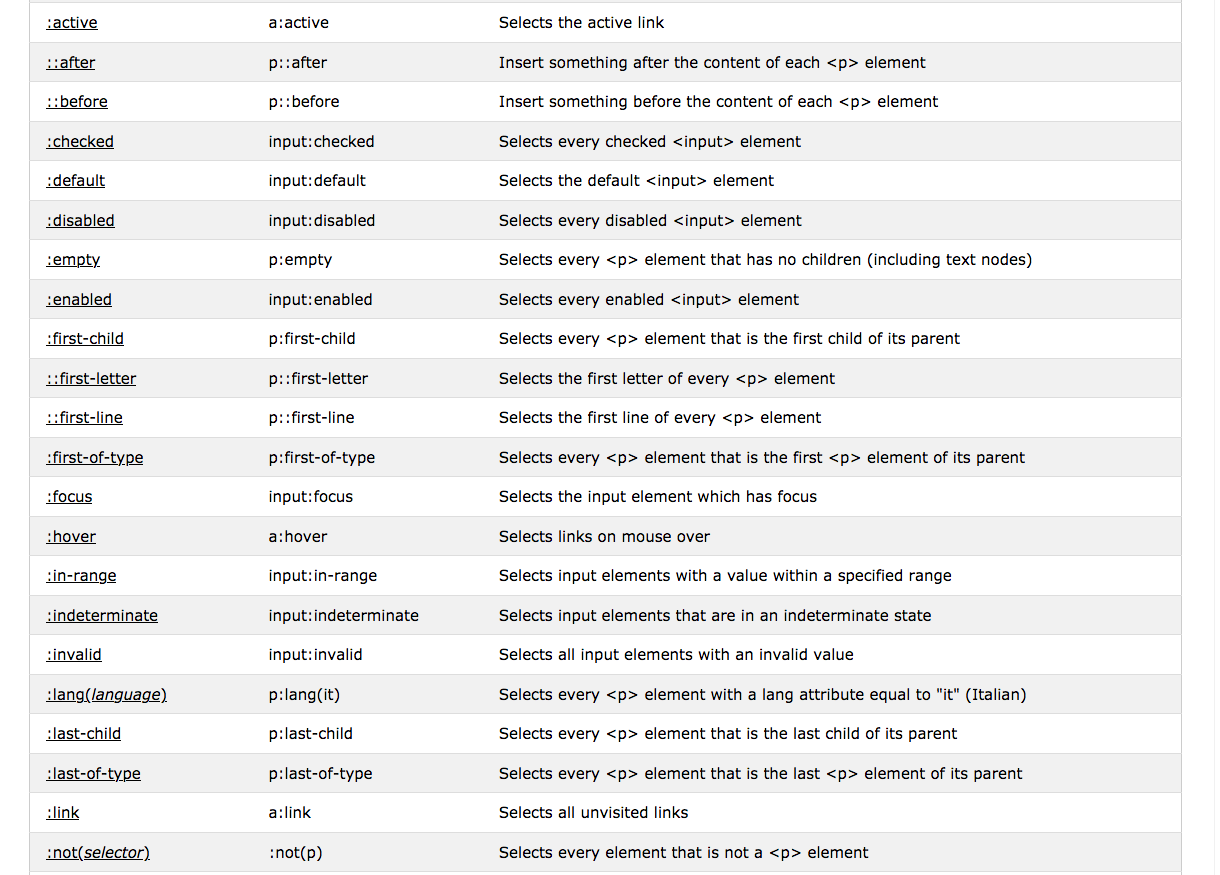 :active a:active Selects the active link
::after p::after Insert something after the content of each <p> element
::before p::before Insert something before the content of each <p> element
:checked input:checked Selects every checked <input> element
:default input:default Selects the default <input> element
:disabled input:disabled Selects every disabled <input> element
:empty p:empty Selects every <p> element that has no children (including text nodes)
:enabled input:enabled Selects every enabled <input> element
:first-child p:first-child Selects every <p> element that is the first child of its parent
::first-letter p::first-letter Selects the first letter of every <p> element
::first-line p::first-line Selects the first line of every <p> element
:first-of-type p:first-of-type Selects every <p> element that is the first <p> element of its parent
:focus input:focus Selects the input element which has focus
:hover a:hover Selects links on mouse over
:in-range input:in-range Selects input elements with a value within a specified range
:indeterminate input:indeterminate Selects input elements that are in an indeterminate state
:invalid input:invalid Selects all input elements with an invalid value
:lang(language) p:lang(it) Selects every <p> element with a lang attribute equal to "it" (Italian)
:last-child p:last-child Selects every <p> element that is the last child of its parent
:last-of-type p:last-of-type Selects every <p> element that is the last <p> element of its parent
:link a:link Selects all unvisited links
:not(selector) :not(p) Selects every element that is not a <p> element